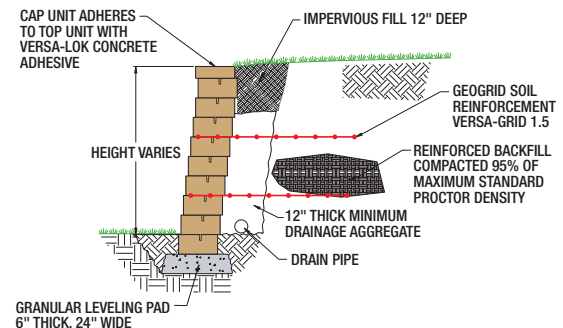 CAP UNIT ADHERES
TO TOP UNIT WITH
VERSA-LOK CONCRETE
ADHESIVE
IMPERVIOUS FILL 12" DEEP
GEOGRID SOIL
REINFORCEMENT
VERSA-GRID 1.5
HEIGHT VARIES
REINFORCED BACKFILL
COMPACTED 95% OF
MAXIMUM STANDARD
PROCTOR DENSITY
12" THICK MINIMUM
DRAINAGE AGGREGATE
DRAIN PIPE
GRANULAR LEVELING PAD
6" THICK, 24" WIDE